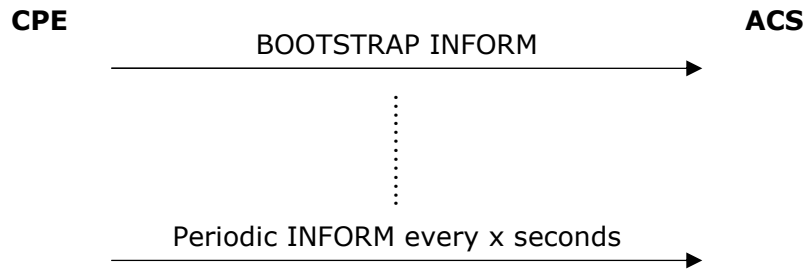 CPE
ACS
BOOTSTRAP INFORM
Periodic INFORM every x seconds